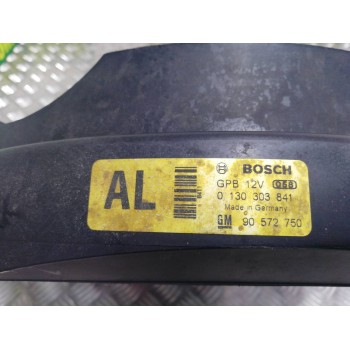 AL
BOSCH
GPB 12V
0 130 303 841
Made in Germany
GM 90 572 750